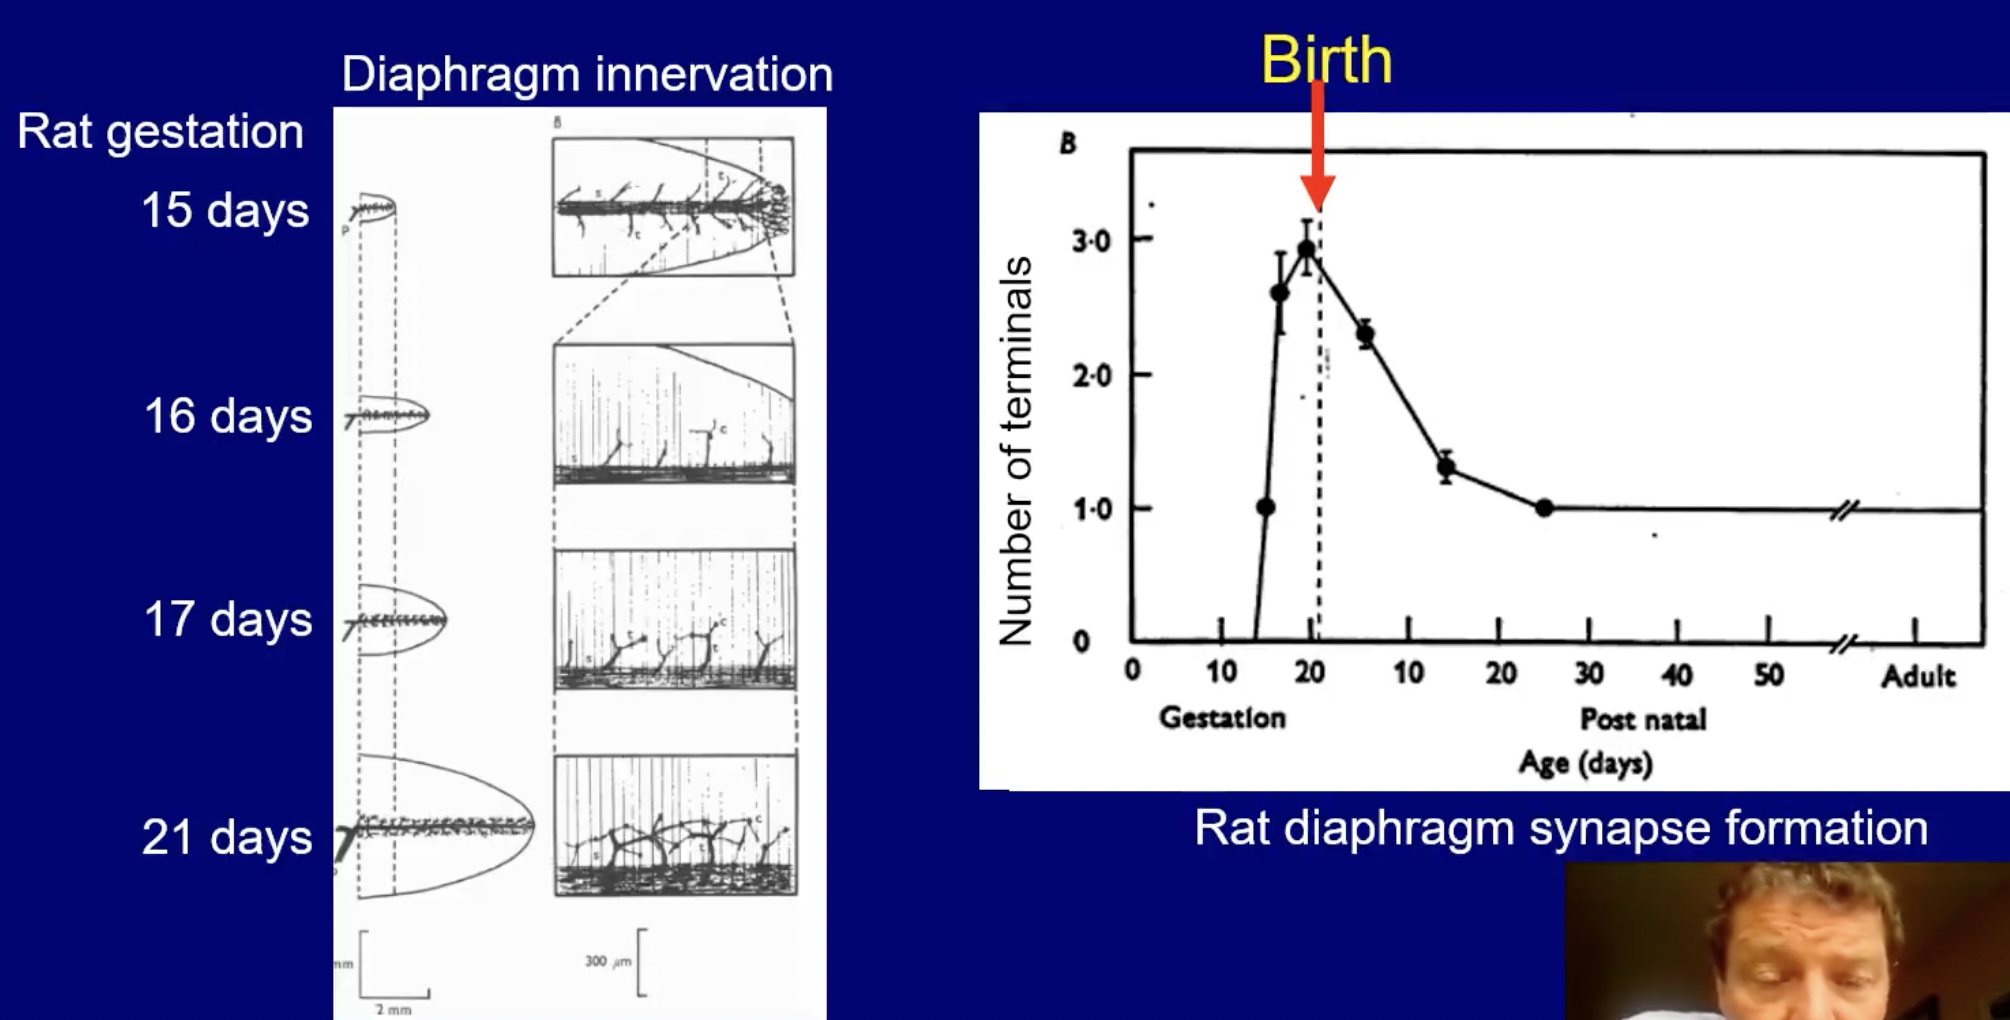 Diaphragm innervation
Rat gestation
15 days
16 days
17 days
21 days
B
s
t
t
p
c
s
t
c
s
t
c
s
t
mm
2 mm
300 µm
Birth
B
Number of terminals
3·0
2·0
1·0
0
0 10 20 10 20 30 40 50 Adult
Gestation Post natal
Age (days)
Rat diaphragm synapse formation